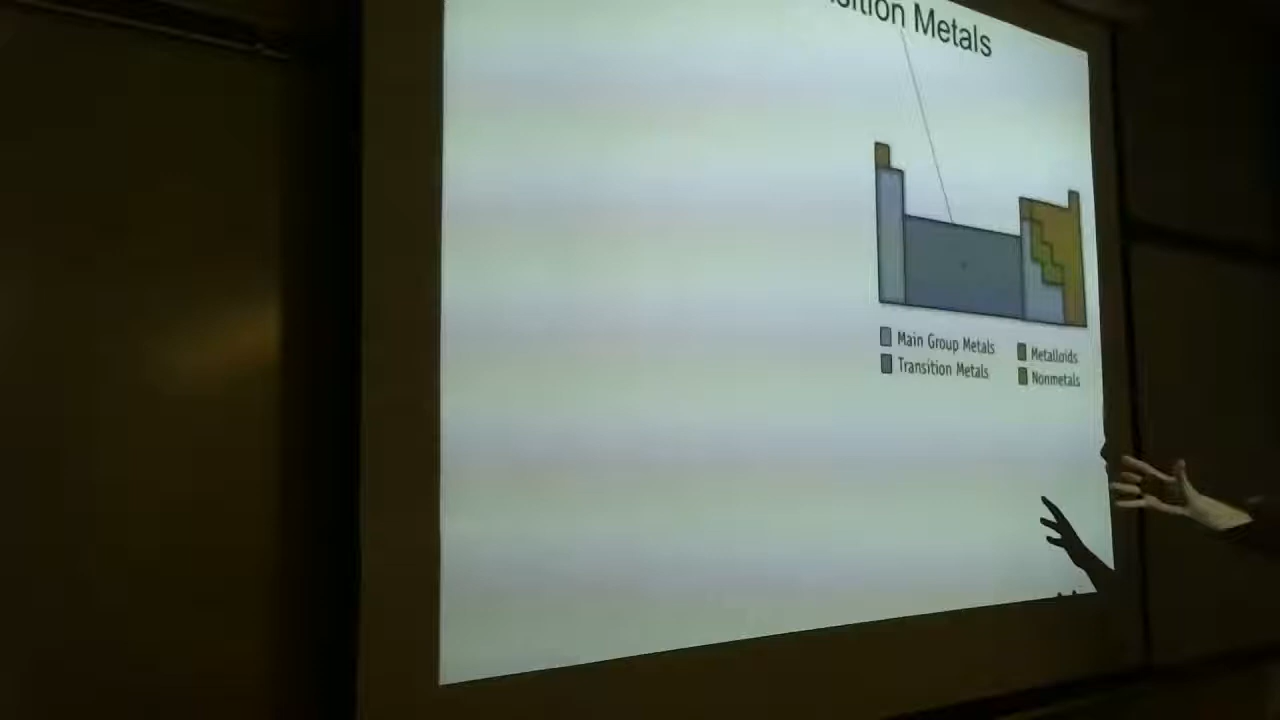 sition Metals
Main Group Metals
Transition Metals
Metalloids
Nonmetals